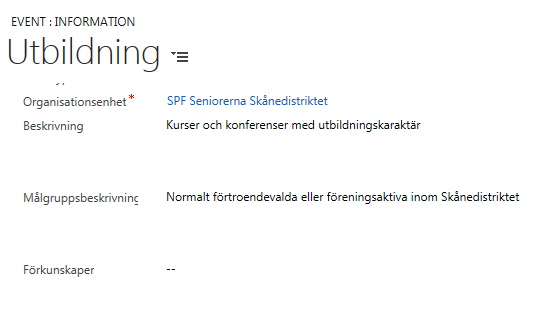 EVENT : INFORMATION
Utbildning
Organisationsenhet* SPF Seniorerna Skånedistriktet
Beskrivning Kurser och konferenser med utbildningskaraktär
Målgruppsbeskrivning Normalt förtroendevalda eller föreningsaktiva inom Skånedistriktet
Förkunskaper --